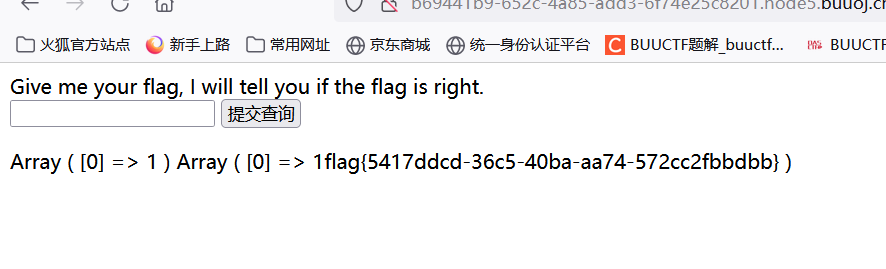 b69441b9-652c-4a85-add3-6f74e25c8201.node5.buuoj.c
火狐官方站点 新手上路 常用网址 京东商城 统一身份认证平台 C BUUCTF题解_buuctf... BUUCTF
Give me your flag, I will tell you if the flag is right.
提交查询
Array ( [0] => 1 ) Array ( [0] => 1flag{5417ddcd-36c5-40ba-aa74-572cc2fbbdbb} )